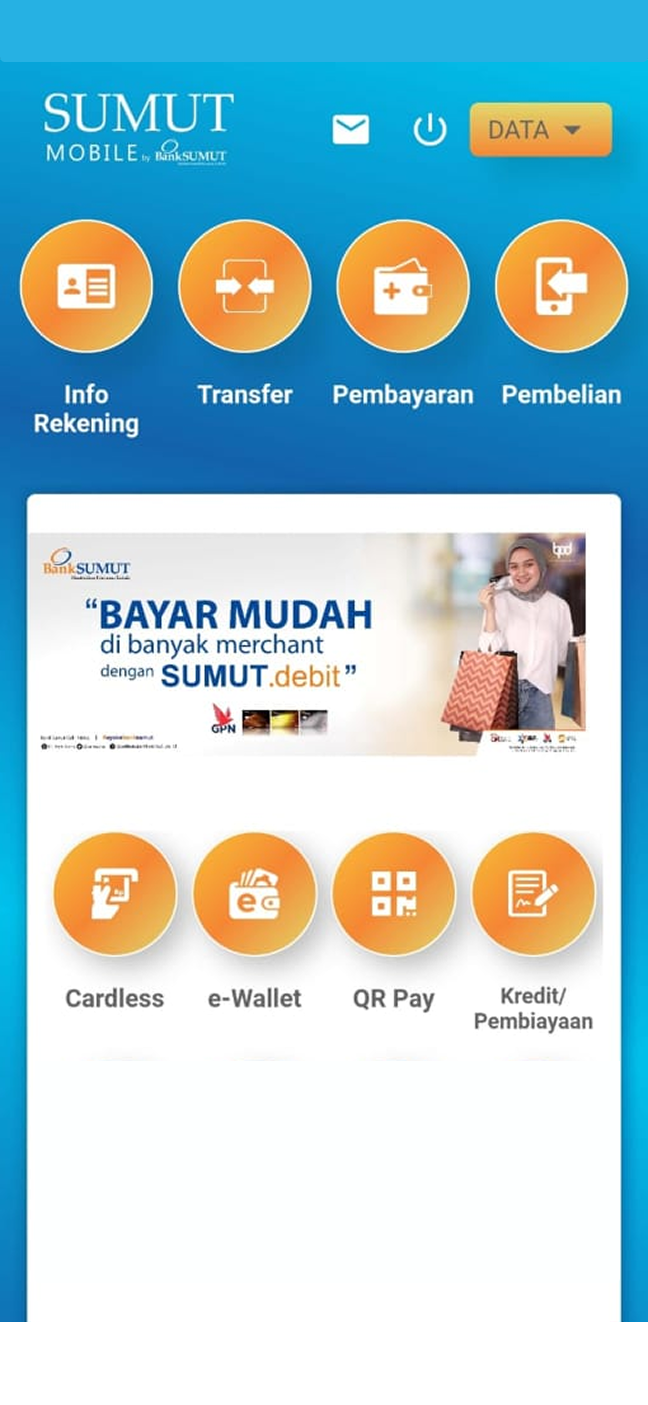 SUMUT
MOBILE by BankSUMUT
DATA
Info
Rekening
Transfer
Pembayaran
Pembelian
BankSUMUT
bpd
“BAYAR MUDAH
di banyak merchant
dengan SUMUT.debit”
GPN
e
Cardless
e-Wallet
QR Pay
Kredit/
Pembiayaan